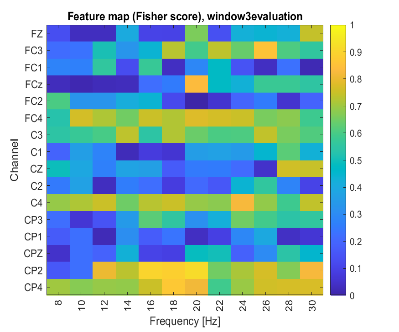 Feature map (Fisher score), window3evaluation
FZ
FC3
FC1
FCz
FC2
FC4
C3
C1
CZ
C2
C4
CP3
CP1
CPZ
CP2
CP4
Channel
8 10 12 14 16 18 20 22 24 26 28 30
Frequency [Hz]
1
0.9
0.8
0.7
0.6
0.5
0.4
0.3
0.2
0.1
0